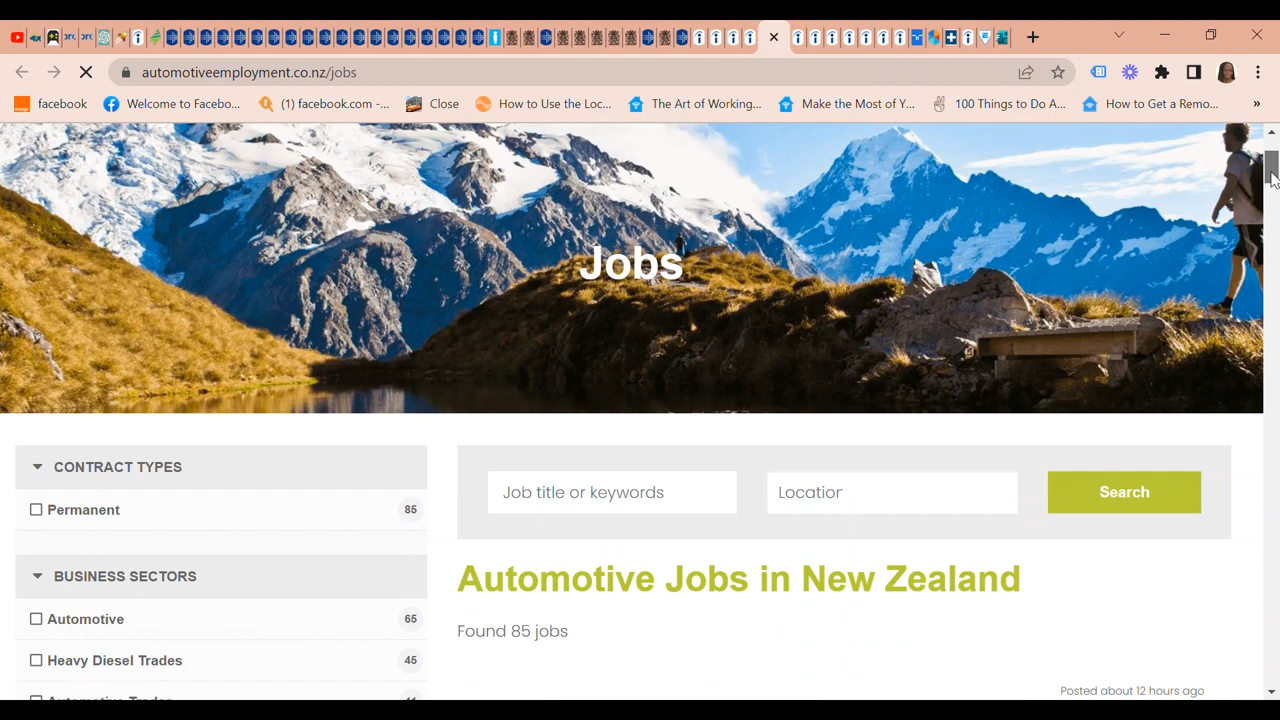 automotiveemployment.co.nz/jobs
facebook
Welcome to Facebo...
(1) facebook.com -...
Close
How to Use the Loc...
The Art of Working...
Make the Most of Y...
100 Things to Do A...
How to Get a Remo...
»
Jobs
CONTRACT TYPES
Permanent 85
BUSINESS SECTORS
Automotive 65
Heavy Diesel Trades 45
Job title or keywords
Location
Search
Automotive Jobs in New Zealand
Found 85 jobs
Posted about 12 hours ago